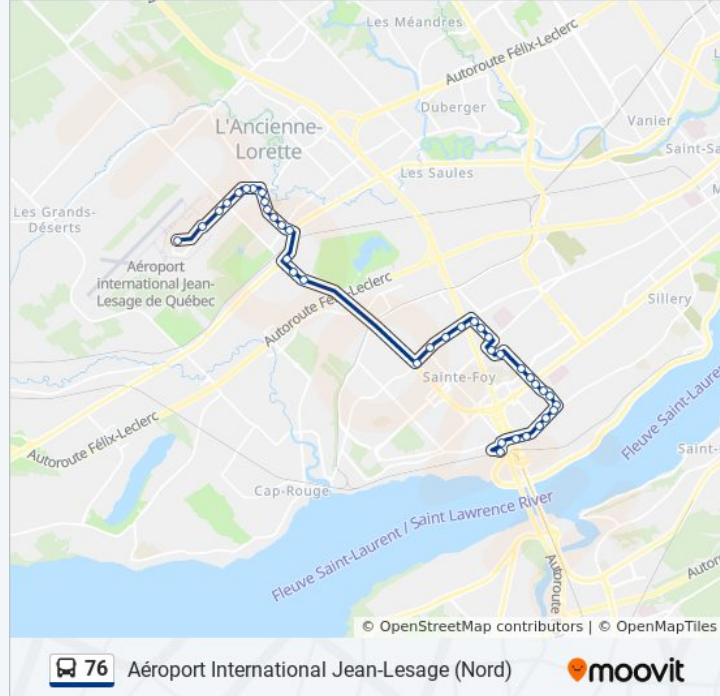 Les Méandres
Autoroute Félix-Leclerc
Duberger
Vanier
L'Ancienne-
Lorette
Saint-Sa
Les Saules
Les Grands-
Déserts
Aéroport
international Jean-
Lesage de Québec
Autoroute Félix-Leclerc
Sillery
Sainte-Foy
Autoroute Félix-Leclerc
Fleuve Saint-Laurent
Saint-
Cap-Rouge
Fleuve Saint-Laurent / Saint Lawrence River
Autoroute
Autor
© OpenStreetMap contributors | © OpenMapTiles
76 Aéroport International Jean-Lesage (Nord) moovit